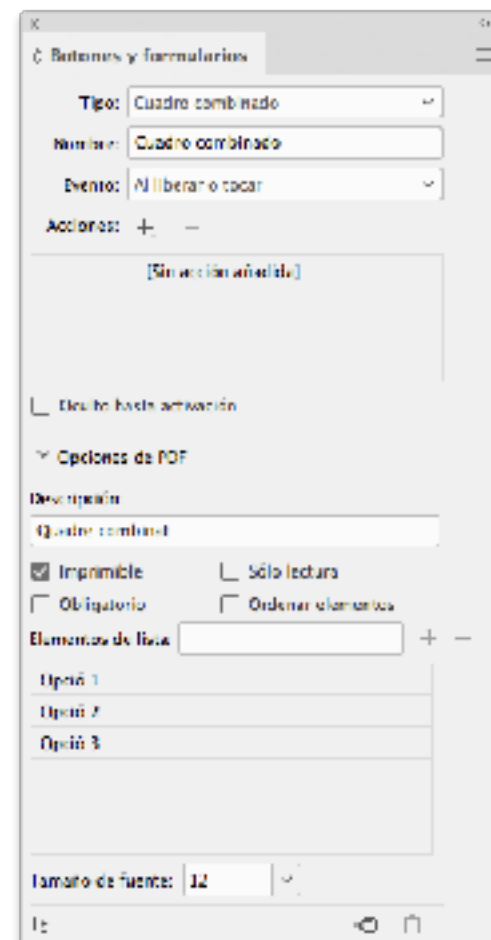 Botones y formularios
Tipo: Cuadro combinado
Nombre: Cuadro combinado
Evento: Al liberar o tocar
Acciones:
[Sin acción añadida]
Oculto hasta activación
Opciones de PDF
Descripción
Quadre combinat
Imprimible Sólo lectura
Obligatorio Ordenar elementos
Elementos de lista:
Opció 1
Opció 2
Opció 3
Tamaño de fuente: 12